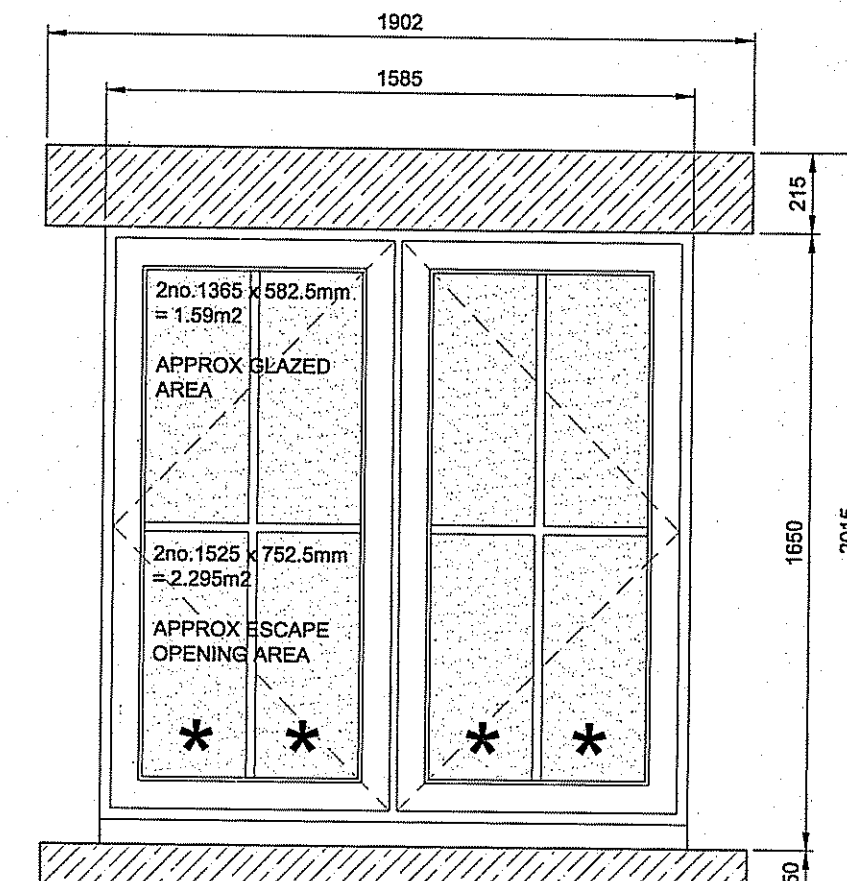 1902
1585
215
2no.1365 x 582.5mm
= 1.59m2
APPROX GLAZED
AREA
1650
2no.1525 x 752.5mm
= 2.295m2
APPROX ESCAPE
OPENING AREA
* * * *